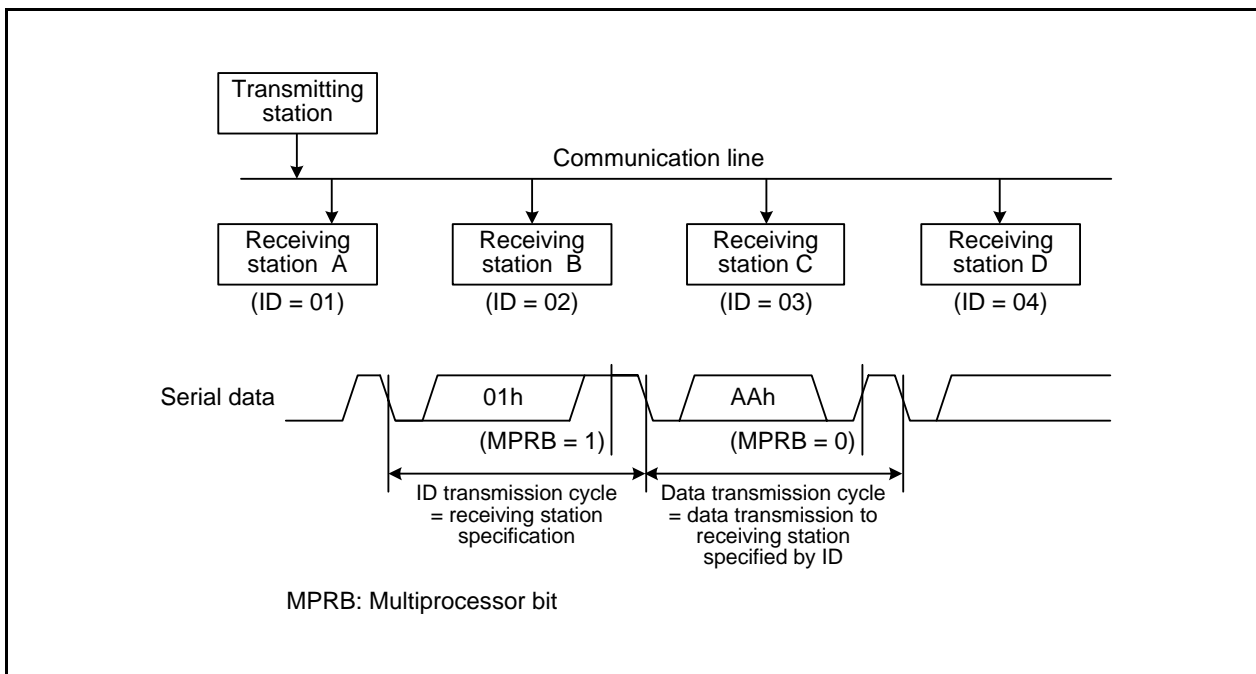 Transmitting
station
Communication line
Receiving
station A
(ID = 01)
Receiving
station B
(ID = 02)
Receiving
station C
(ID = 03)
Receiving
station D
(ID = 04)
Serial data
01h
(MPRB = 1)
AAh
(MPRB = 0)
ID transmission cycle
= receiving station
specification
Data transmission cycle
= data transmission to
receiving station
specified by ID
MPRB: Multiprocessor bit